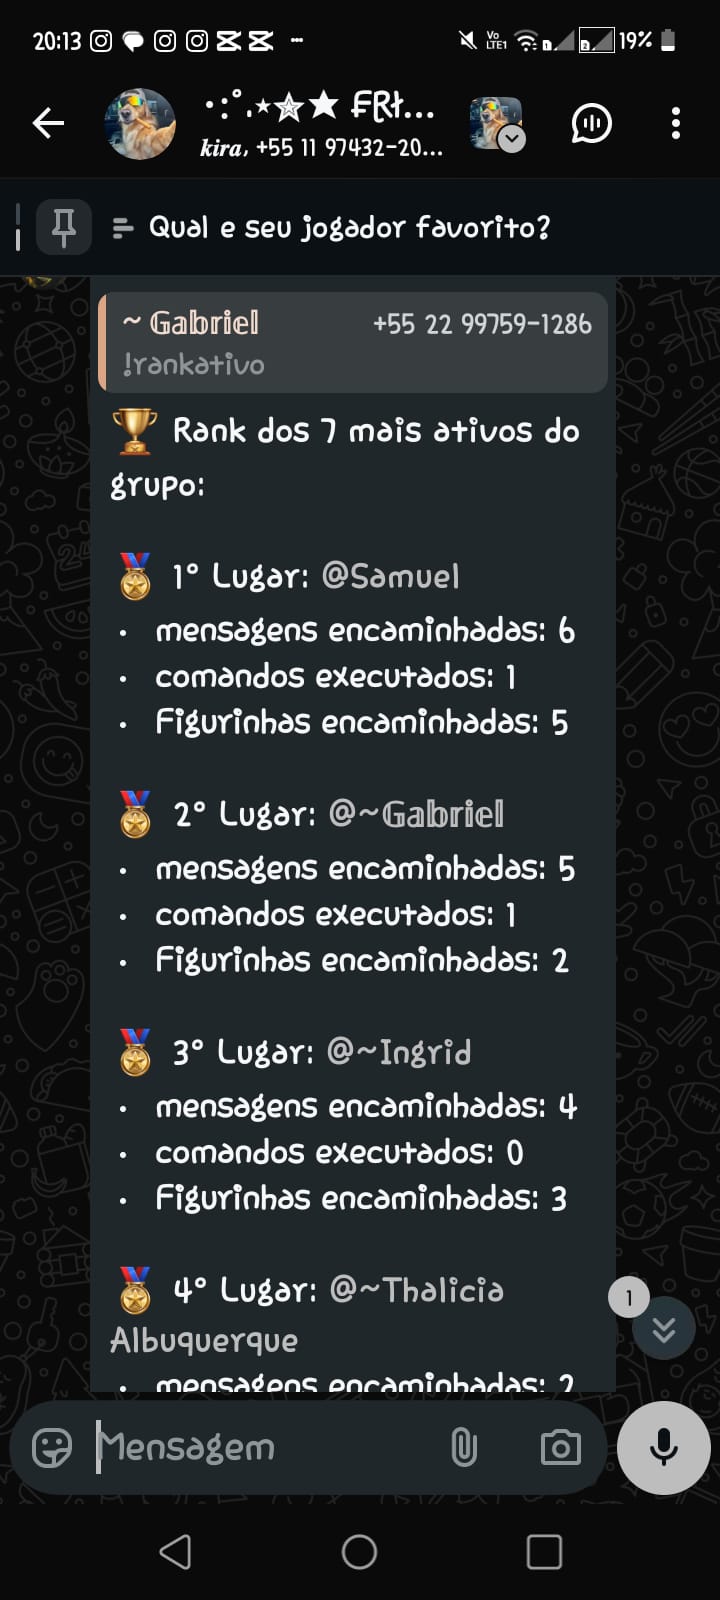 20:13
Vo LTE1
1
2
19%
kira, +55 11 97432-20...
Qual e seu jogador favorito?
~ Gabriel +55 22 99759-1286
!rankativo
🏆 Rank dos 7 mais ativos do
grupo:
🏅 1° Lugar: @Samuel
• mensagens encaminhadas: 6
• comandos executados: 1
• Figurinhas encaminhadas: 5
🏅 2° Lugar: @~Gabriel
• mensagens encaminhadas: 5
• comandos executados: 1
• Figurinhas encaminhadas: 2
🏅 3° Lugar: @~Ingrid
• mensagens encaminhadas: 4
• comandos executados: 0
• Figurinhas encaminhadas: 3
🏅 4° Lugar: @~Thalicia
Albuquerque
• mensagens encaminhadas: 2
1
Mensagem